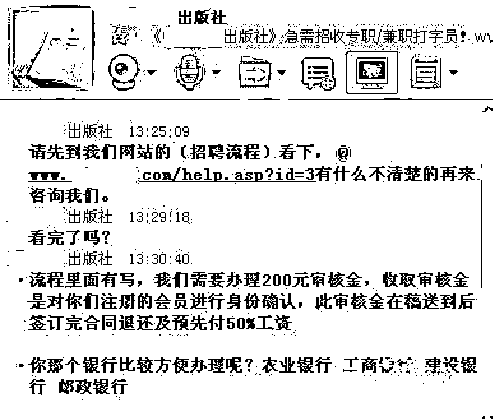 出版社
出版社》急需招收专职/兼职打字员!
出版社 13:25:09
请先到我们网站的（招聘流程）看下，@
www. com/help.asp?id=3有什么不清楚的再来
咨询我们。
出版社 13:29:18
看完了吗？
出版社 13:30:40
·流程里面有写，我们需要办理200元审核金，收取审核金
是对你们注册的会员进行身份确认，此审核金在稿送到后
签订完合同退还及预先付50%工资
·你那个银行比较方便办理呢？农业银行 工商银行 建设银
行 邮政银行